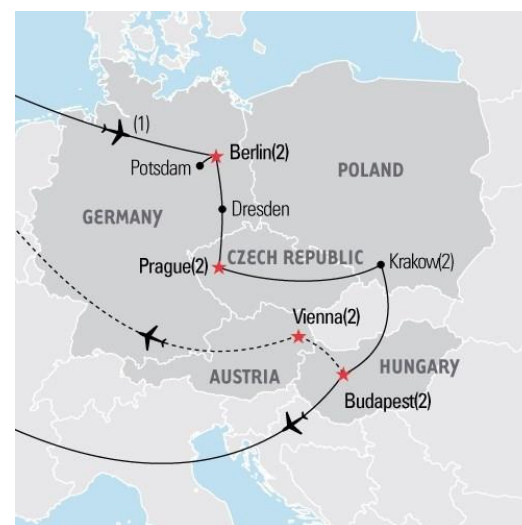 (1)
Berlin(2)
Potsdam
POLAND
Dresden
GERMANY
CZECH REPUBLIC
Prague(2)
Krakow(2)
Vienna(2)
HUNGARY
AUSTRIA
Budapest(2)